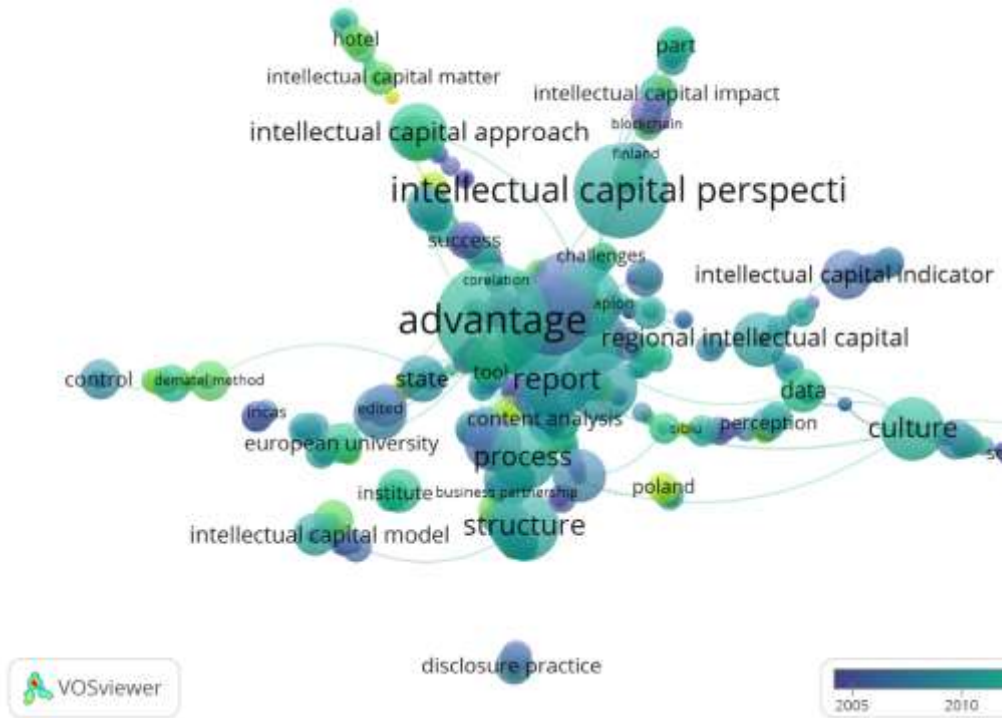 hotel
part
intellectual capital matter
intellectual capital impact
blockchain
intellectual capital approach
finland
intellectual capital perspecti
success
challenges
corelation
intellectual capital indicator
advantage
regional intellectual capital
control
dematel method
state
tool
report
data
incas
edited
content analysis
perception
culture
european university
process
institute
business partnership
poland
intellectual capital model
structure
disclosure practice
VOSviewer
2005
2010